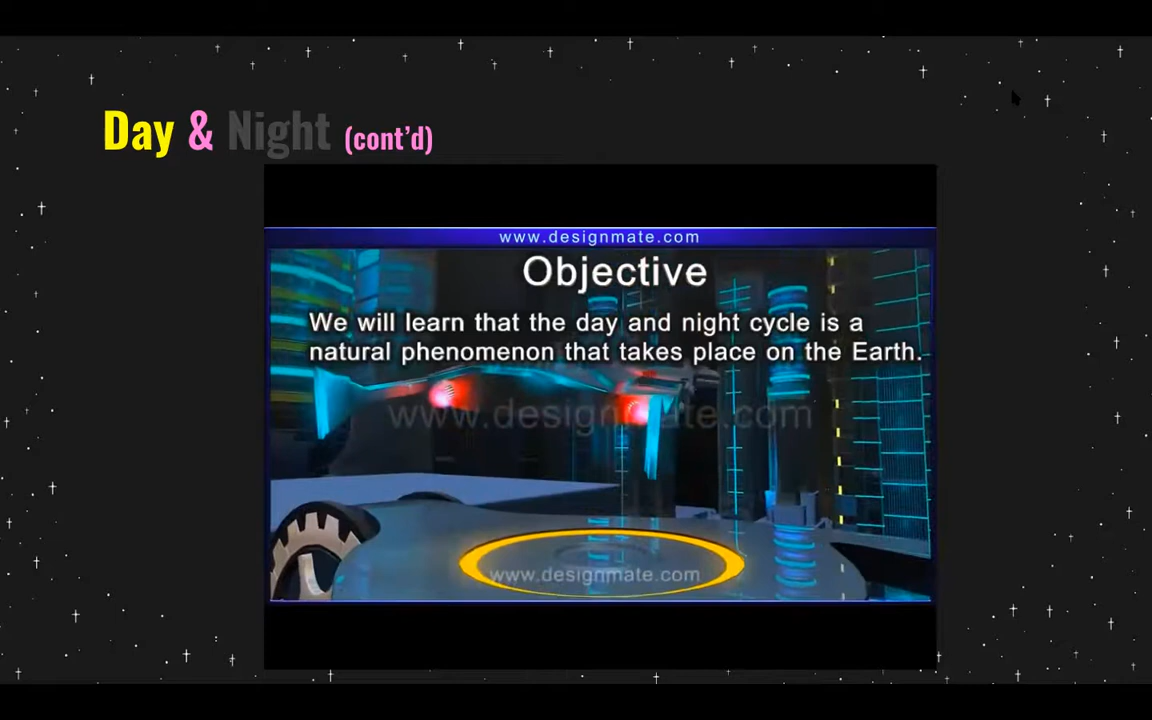 Day & Night (cont’d)
www.designmate.com
Objective
We will learn that the day and night cycle is a
natural phenomenon that takes place on the Earth.
www.designmate.com
www.designmate.com